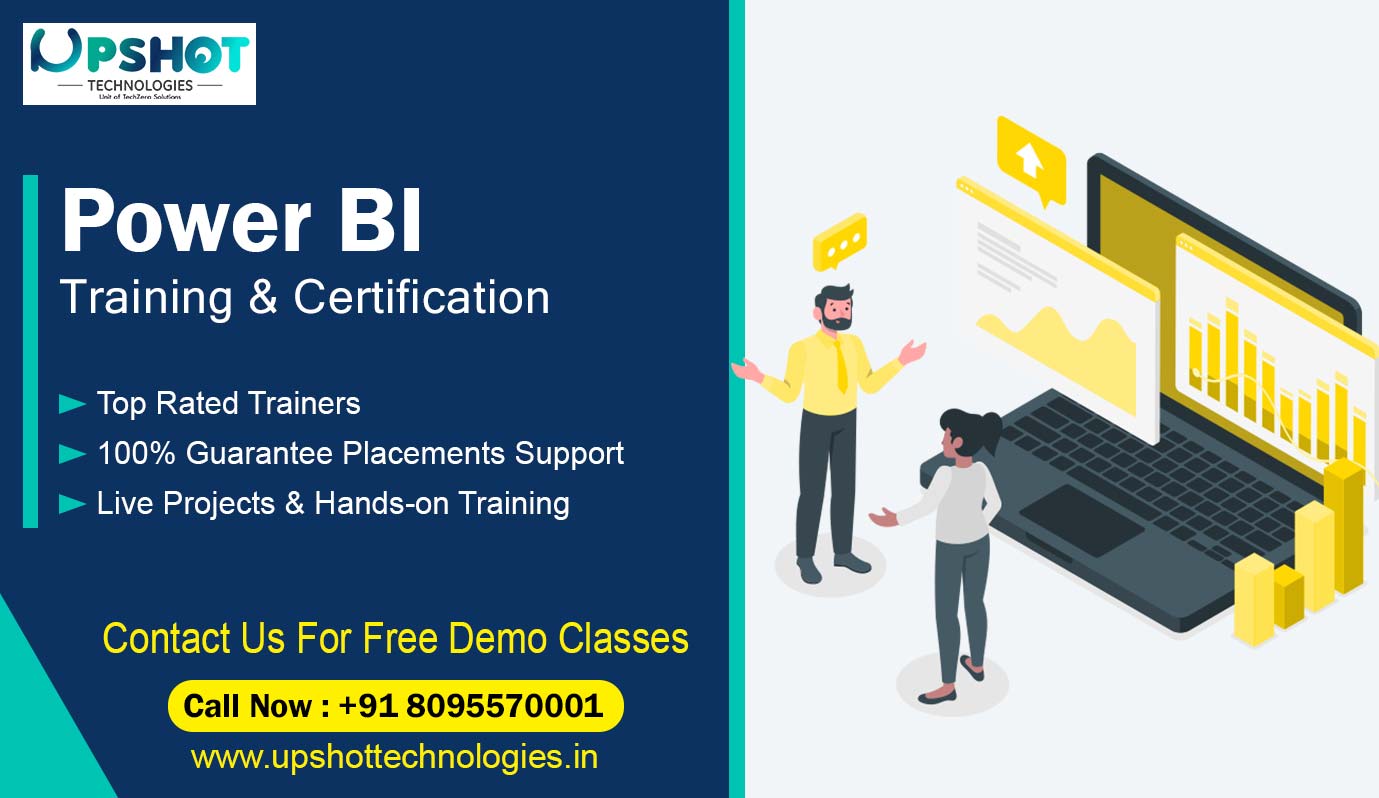 UPSHOT
TECHNOLOGIES
Unit of TechZero Solutions
Power BI
Training & Certification
Top Rated Trainers
100% Guarantee Placements Support
Live Projects & Hands-on Training
Contact Us For Free Demo Classes
Call Now : +91 8095570001
www.upshottechnologies.in